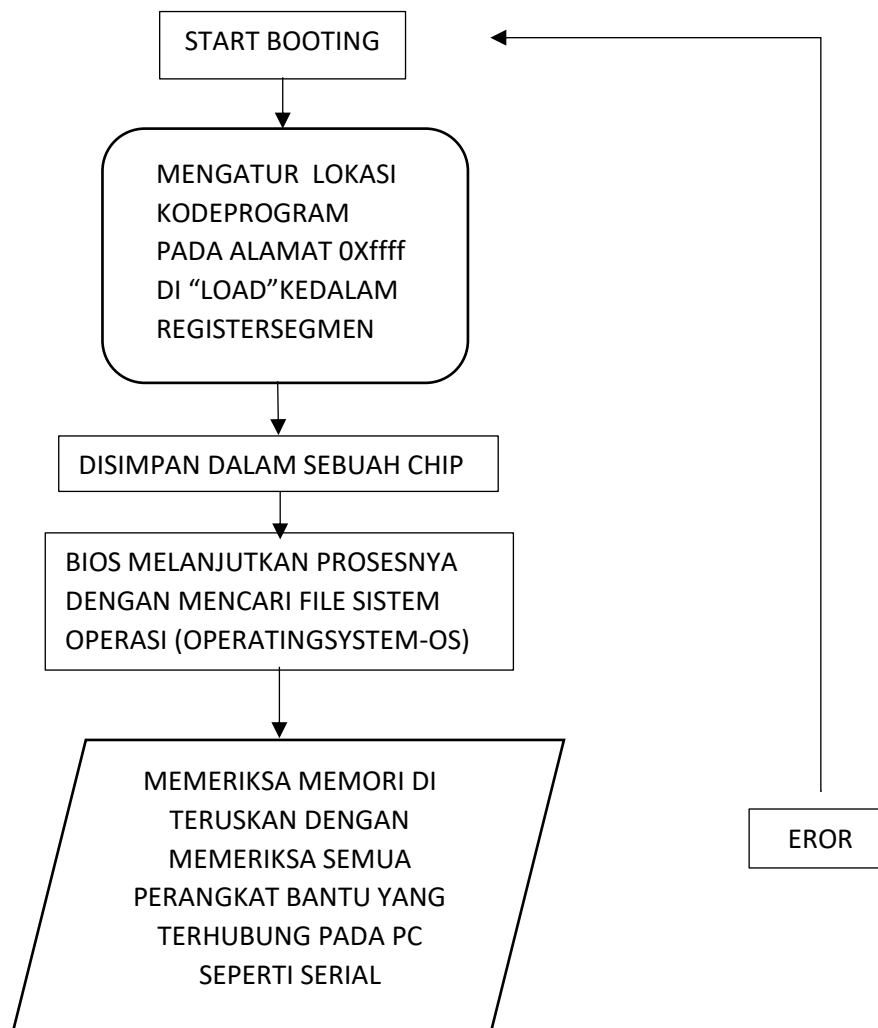 START BOOTING
MENGATUR LOKASI
KODEPROGRAM
PADA ALAMAT 0Xffff
DI “LOAD”KEDALAM
REGISTERSEGMEN
DISIMPAN DALAM SEBUAH CHIP
BIOS MELANJUTKAN PROSESNYA
DENGAN MENCARI FILE SISTEM
OPERASI (OPERATINGSYSTEM-OS)
MEMERIKSA MEMORI DI
TERUSKAN DENGAN
MEMERIKSA SEMUA
PERANGKAT BANTU YANG
TERHUBUNG PADA PC
SEPERTI SERIAL
EROR